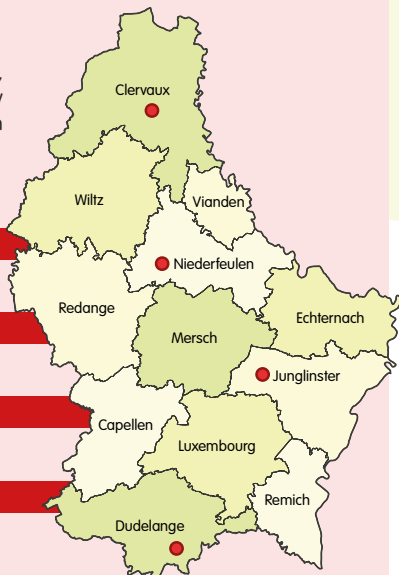 Clervaux
Wiltz
Vianden
Niederfeulen
Redange
Echternach
Mersch
Junglinster
Capellen
Luxembourg
Remich
Dudelange